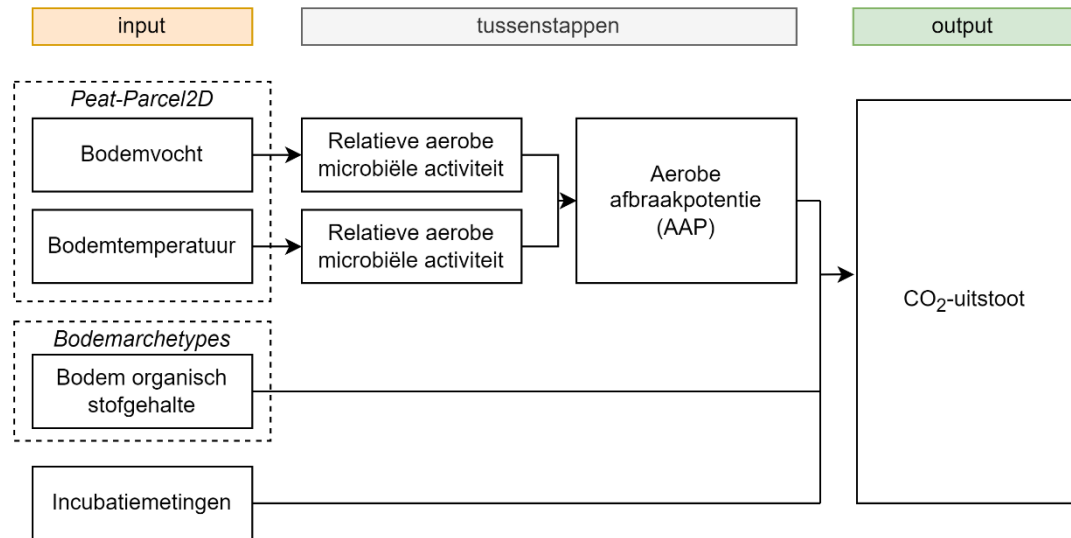 input
tussenstappen
output
Peat-Parcel2D
Bodemvocht
Relatieve aerobe
microbiële activiteit
Bodemtemperatuur
Relatieve aerobe
microbiële activiteit
Aerobe
afbraakpotentie
(AAP)
CO₂-uitstoot
Bodemarchetypes
Bodem organisch
stofgehalte
Incubatiemetingen